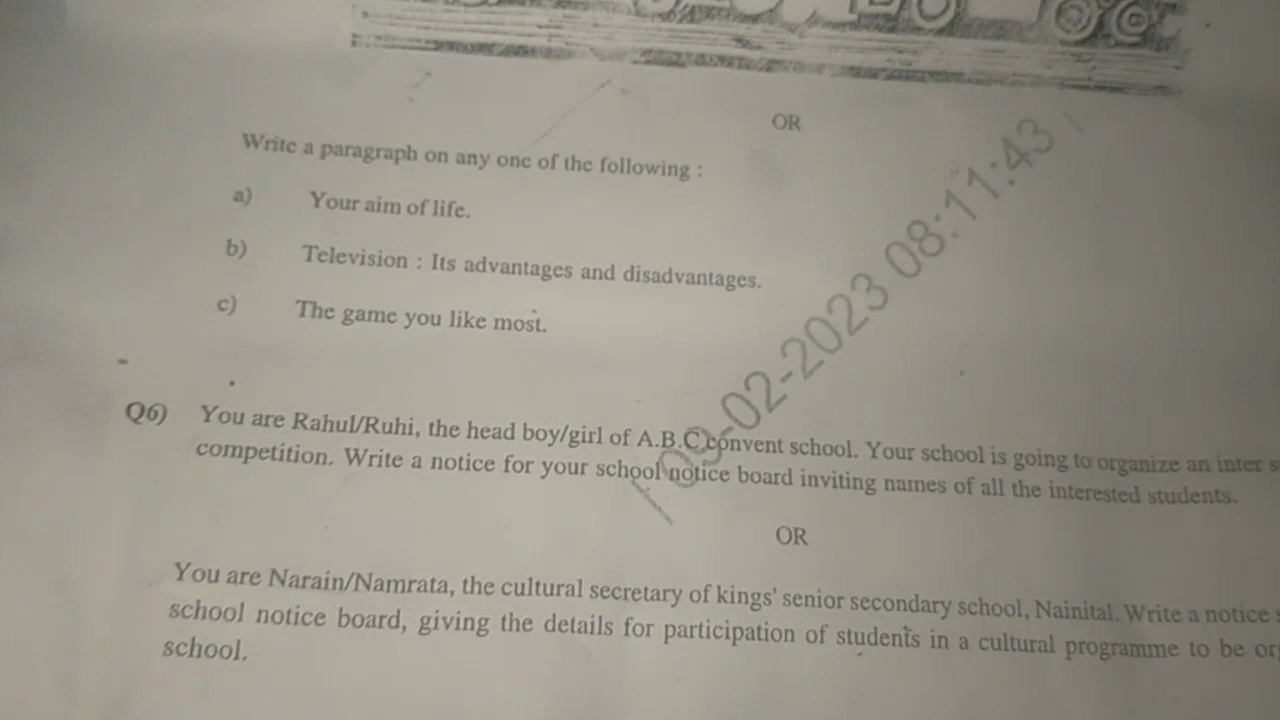 OR
Write a paragraph on any one of the following :
a) Your aim of life.
b) Television : Its advantages and disadvantages.
c) The game you like most.
Q6) You are Rahul/Ruhi, the head boy/girl of A.B.C convent school. Your school is going to organize an inter
competition. Write a notice for your school notice board inviting names of all the interested students.
OR
You are Narain/Namrata, the cultural secretary of kings' senior secondary school, Nainital. Write a notice
school notice board, giving the details for participation of students in a cultural programme to be
school.
09-02-2023 08:11:43